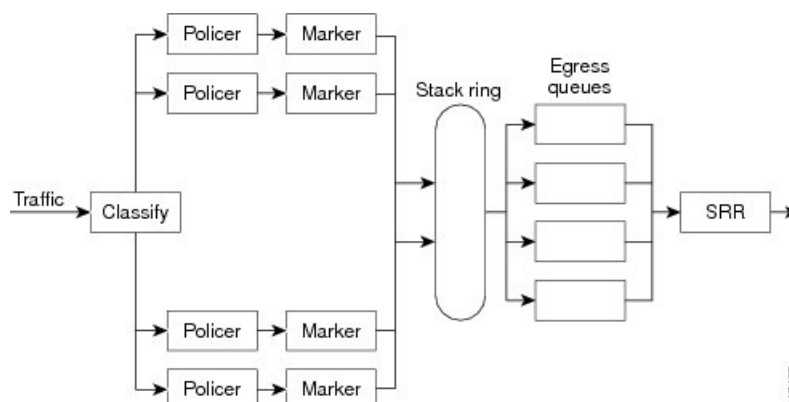 Policer
Marker
Policer
Marker
Stack ring
Egress
queues
Traffic
Classify
SRR
Policer
Marker
Policer
Marker